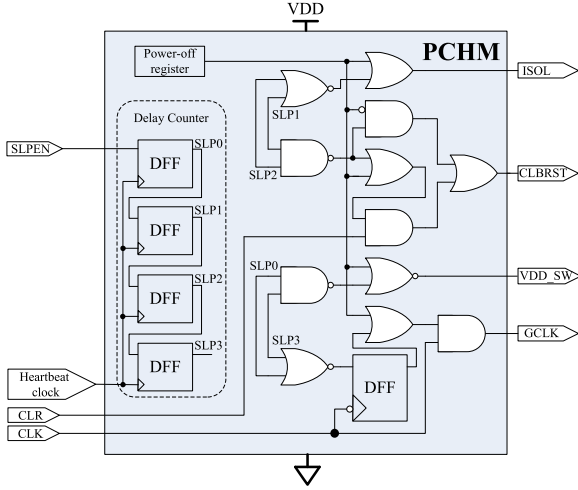 VDD
Power-off
register
PCHM
ISOL
SLP1
Delay Counter
SLPEN
SLP0
DFF
SLP2
CLBRST
SLP1
DFF
SLP0
VDD_SW
SLP2
DFF
GCLK
SLP3
SLP3
DFF
DFF
Heartbeat
clock
CLR
CLK